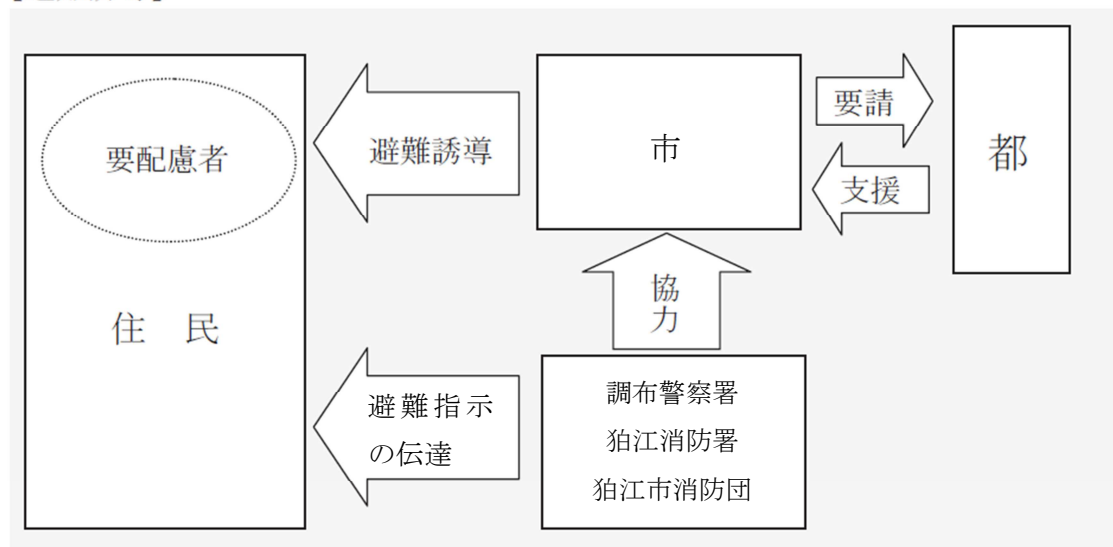 要配慮者
住　民
避難誘導
市
要請
支援
都
協
力
避難指示
の伝達
調布警察署
狛江消防署
狛江市消防団